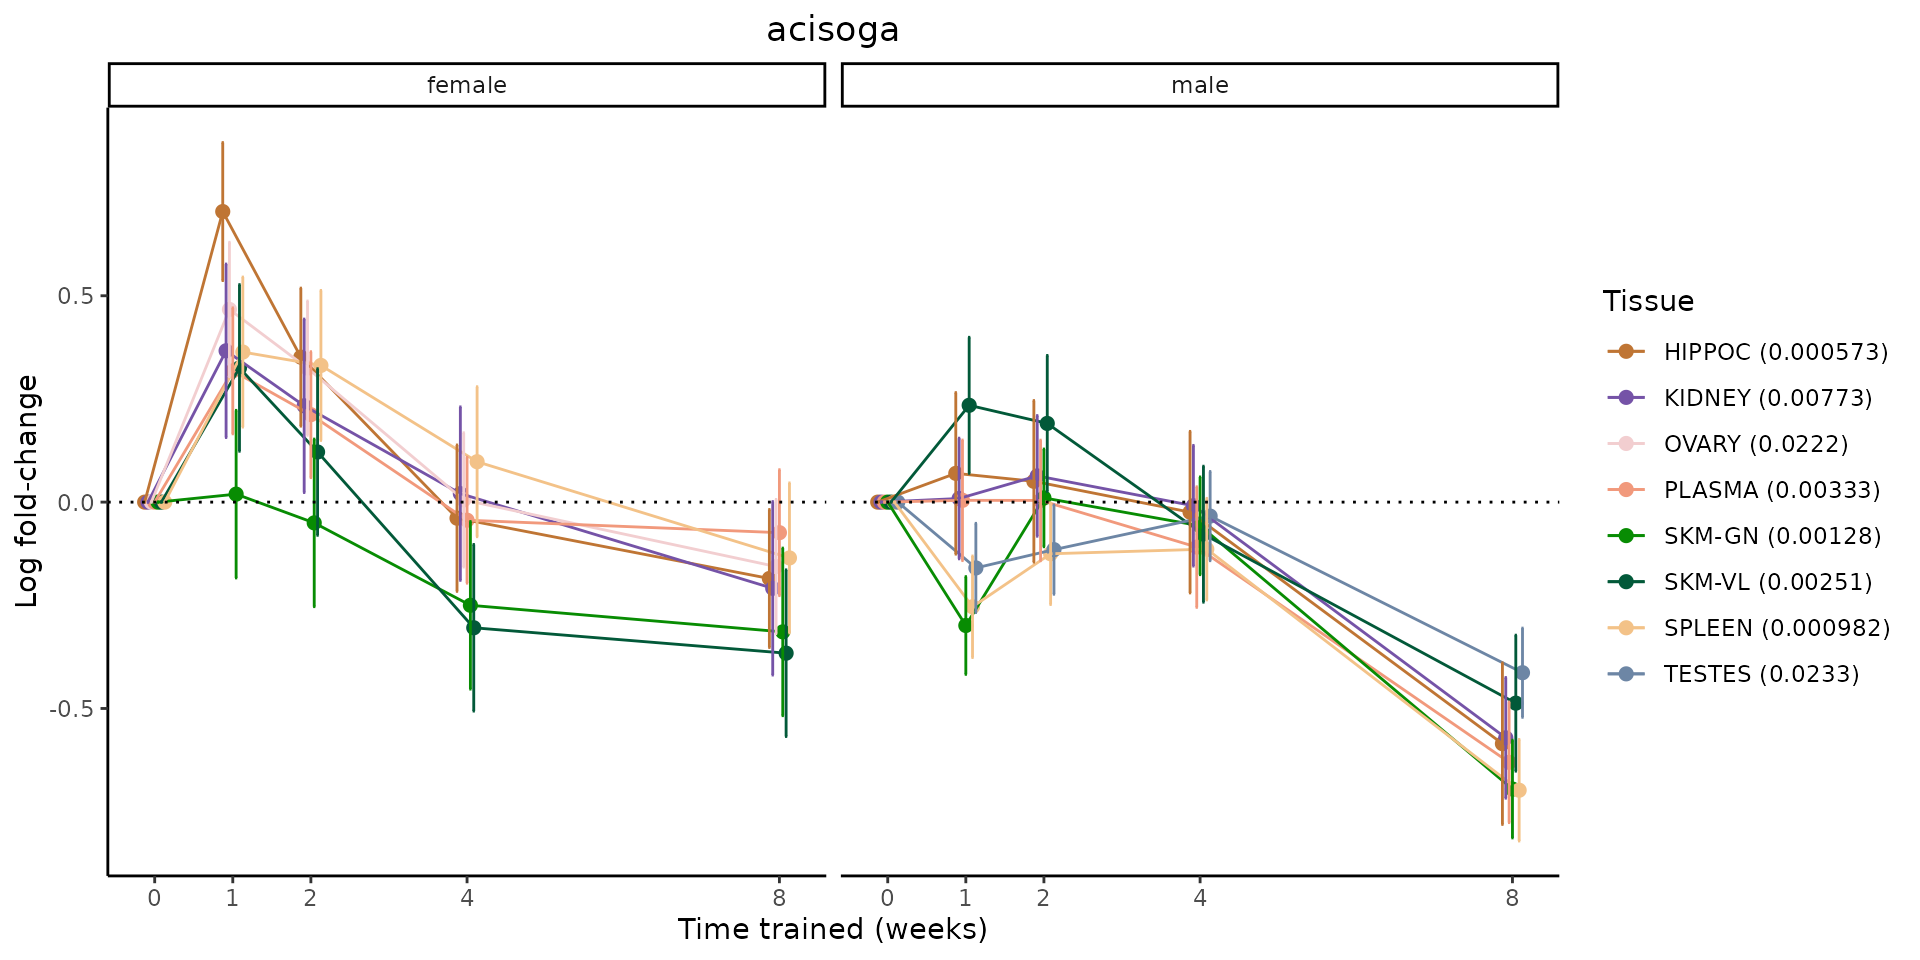 acisoga
female
male
Log fold-change
0.5
0.0
-0.5
0 1 2 4 8
0 1 2 4 8
Time trained (weeks)
Tissue
HIPPOC (0.000573)
KIDNEY (0.00773)
OVARY (0.0222)
PLASMA (0.00333)
SKM-GN (0.00128)
SKM-VL (0.00251)
SPLEEN (0.000982)
TESTES (0.0233)